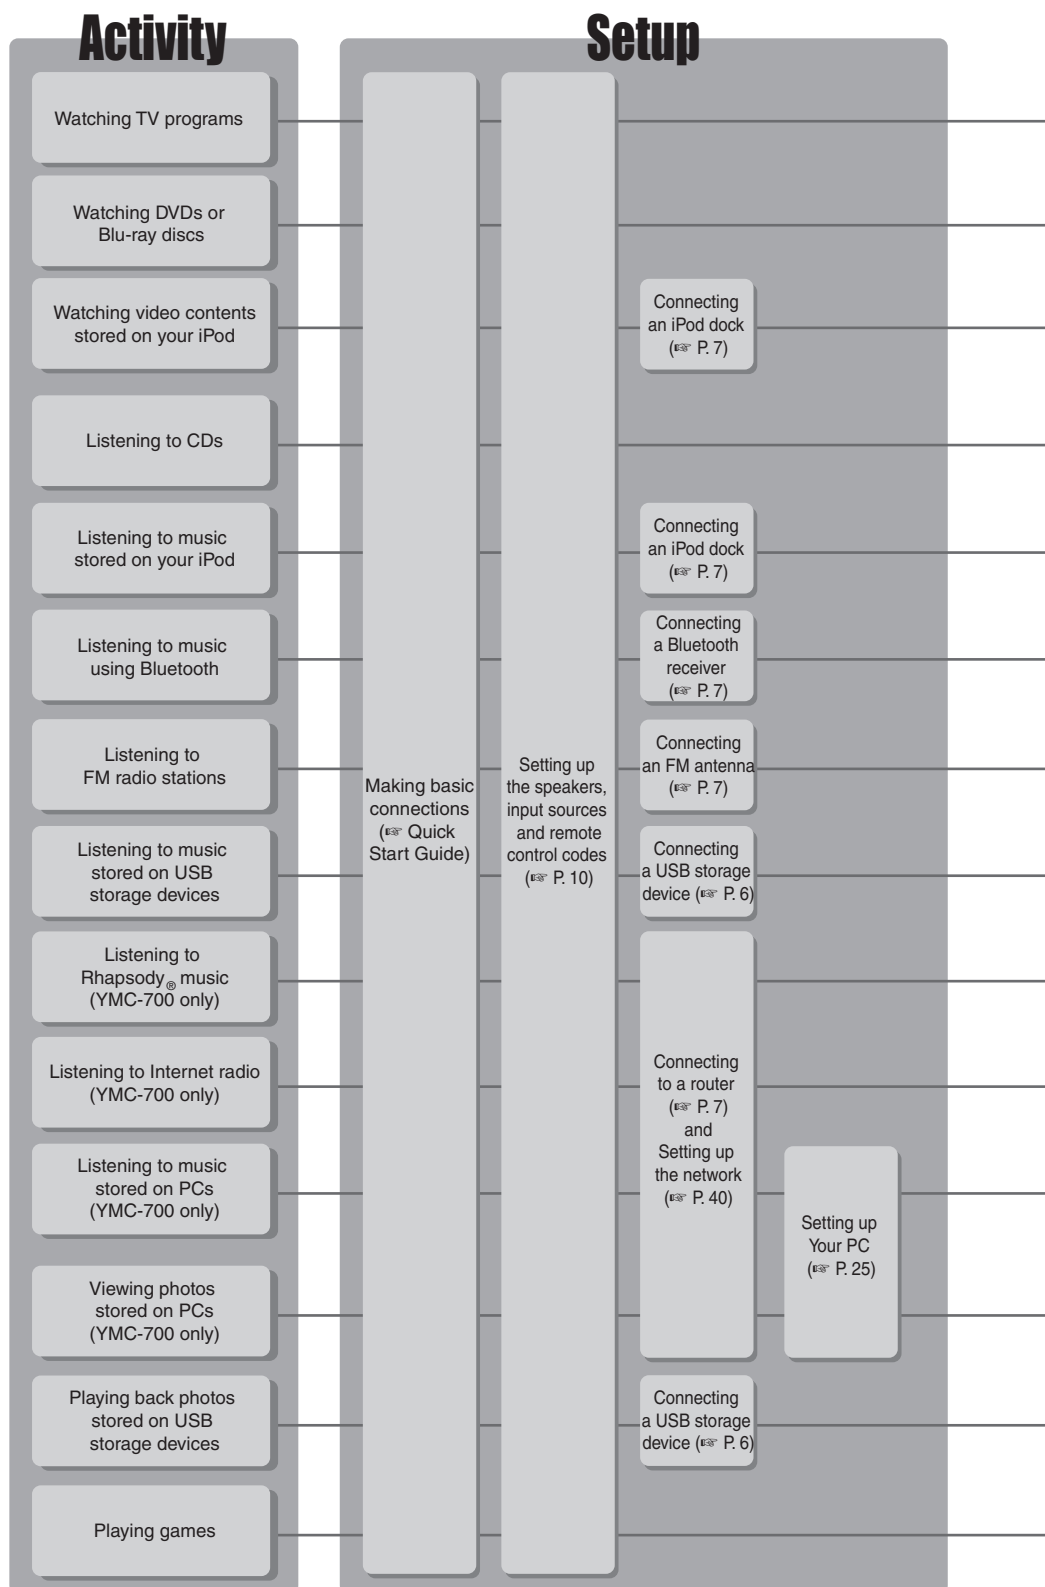 Activity
Setup
Watching TV programs
Watching DVDs or
Blu-ray discs
Watching video contents
stored on your iPod
Listening to CDs
Listening to music
stored on your iPod
Listening to music
using Bluetooth
Listening to
FM radio stations
Listening to music
stored on USB
storage devices
Listening to
Rhapsody® music
(YMC-700 only)
Listening to Internet radio
(YMC-700 only)
Listening to music
stored on PCs
(YMC-700 only)
Viewing photos
stored on PCs
(YMC-700 only)
Playing back photos
stored on USB
storage devices
Playing games
Making basic
connections
(☞ Quick
Start Guide)
Setting up
the speakers,
input sources
and remote
control codes
(☞ P. 10)
Connecting
an iPod dock
(☞ P. 7)
Connecting
an iPod dock
(☞ P. 7)
Connecting
a Bluetooth
receiver
(☞ P. 7)
Connecting
an FM antenna
(☞ P. 7)
Connecting
a USB storage
device (☞ P. 6)
Connecting
to a router
(☞ P. 7)
and
Setting up
the network
(☞ P. 40)
Setting up
Your PC
(☞ P. 25)
Connecting
a USB storage
device (☞ P. 6)